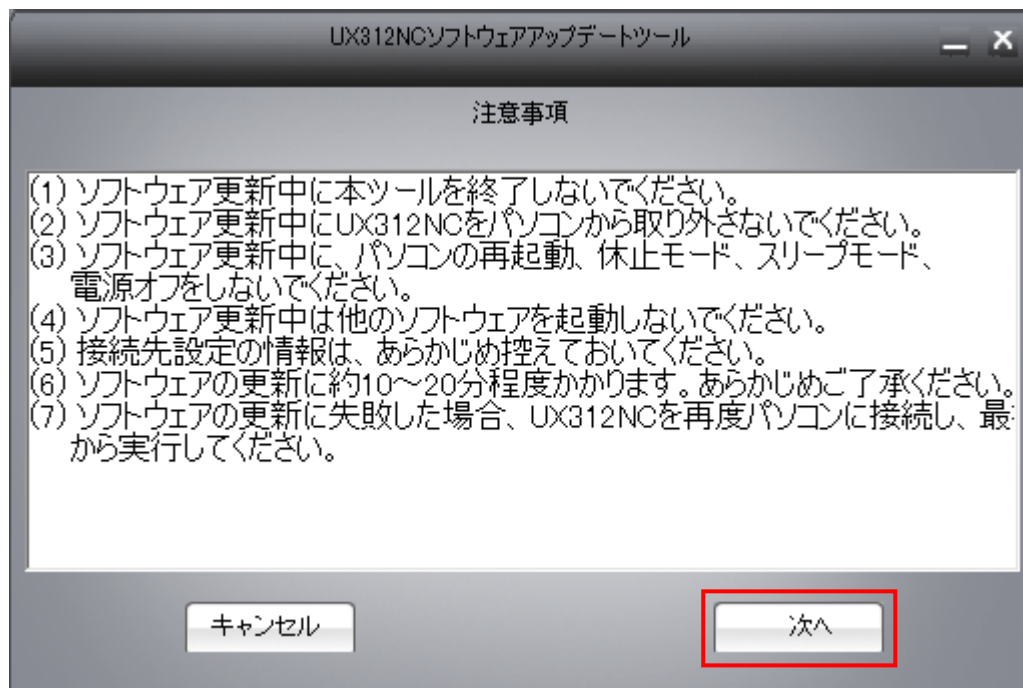 UX312NCソフトウェアアップデートツール
注意事項
(1) ソフトウェア更新中に本ツールを終了しないでください。
(2) ソフトウェア更新中にUX312NCをパソコンから取り外さないでください。
(3) ソフトウェア更新中に、パソコンの再起動、休止モード、スリープモード、
電源オフをしないでください。
(4) ソフトウェア更新中は他のソフトウェアを起動しないでください。
(5) 接続先設定の情報は、あらかじめ控えておいてください。
(6) ソフトウェアの更新に約10～20分程度かかります。あらかじめご了承ください。
(7) ソフトウェアの更新に失敗した場合、UX312NCを再度パソコンに接続し、最
から実行してください。
キャンセル
次へ